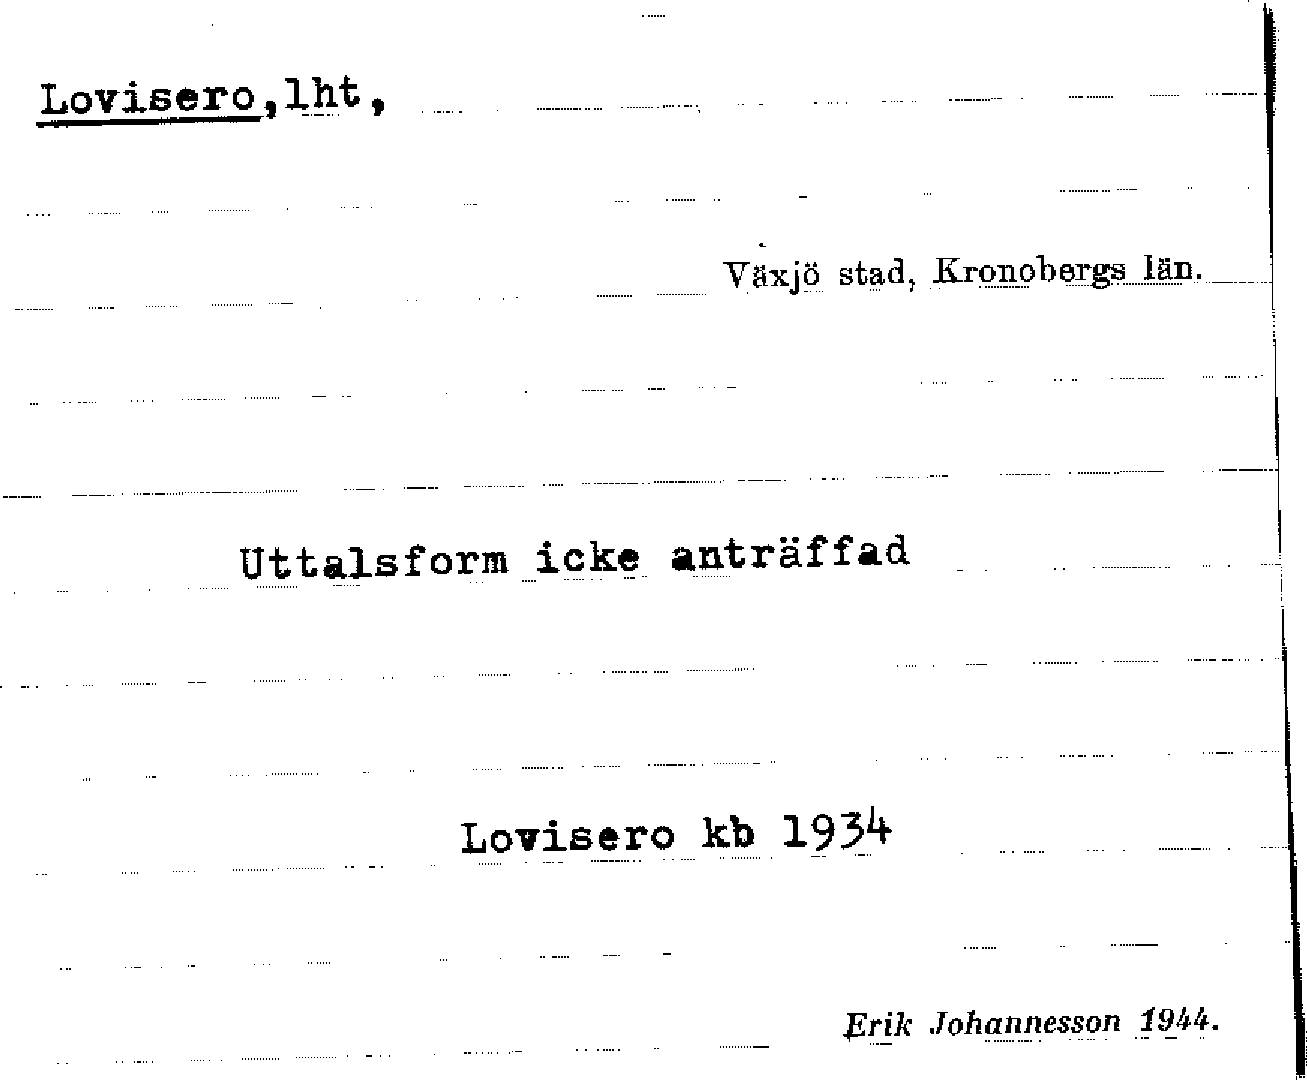 Lovisero,lht,
Växjö stad, Kronobergs län.
Uttalsform icke anträffad
Lovisero kb 1934
Erik Johannesson 1944.